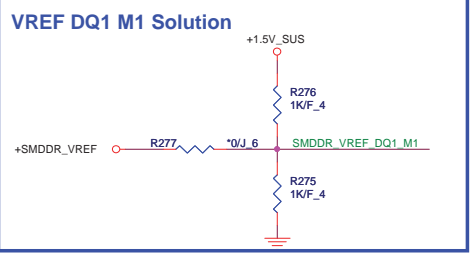 VREF DQ1 M1 Solution
+1.5V_SUS
R276
1K/F_4
+SMDDR_VREF
R277
*0/J_6
SMDDR_VREF_DQ1_M1
R275
1K/F_4